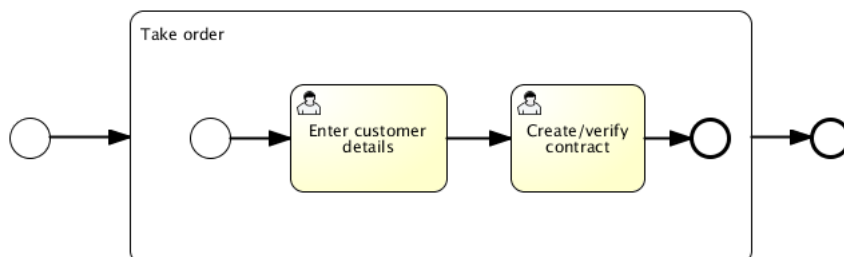 Take order
Enter customer
details
Create/verify
contract